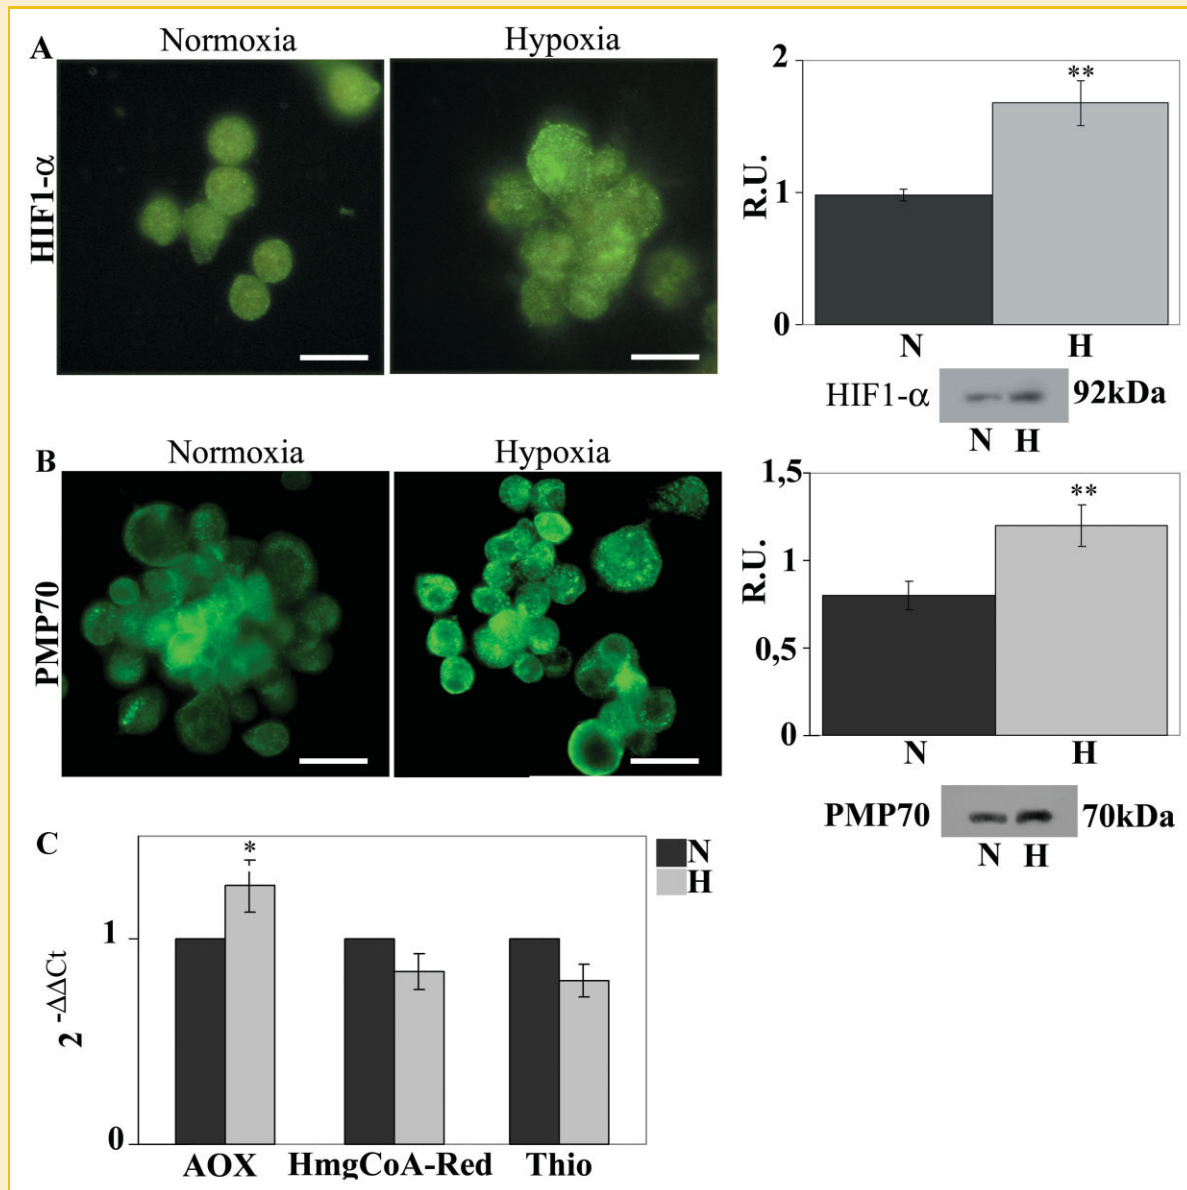 A
Normoxia
Hypoxia
HIF1-α
R.U.
2
1
0
**
N
H
HIF1-α
92kDa
N H
B
Normoxia
Hypoxia
PMP70
R.U.
1,5
1
0,5
0
**
N
H
PMP70
70kDa
N H
C
2^-ΔΔCt
1
0
*
N
H
AOX
HmgCoA-Red
Thio